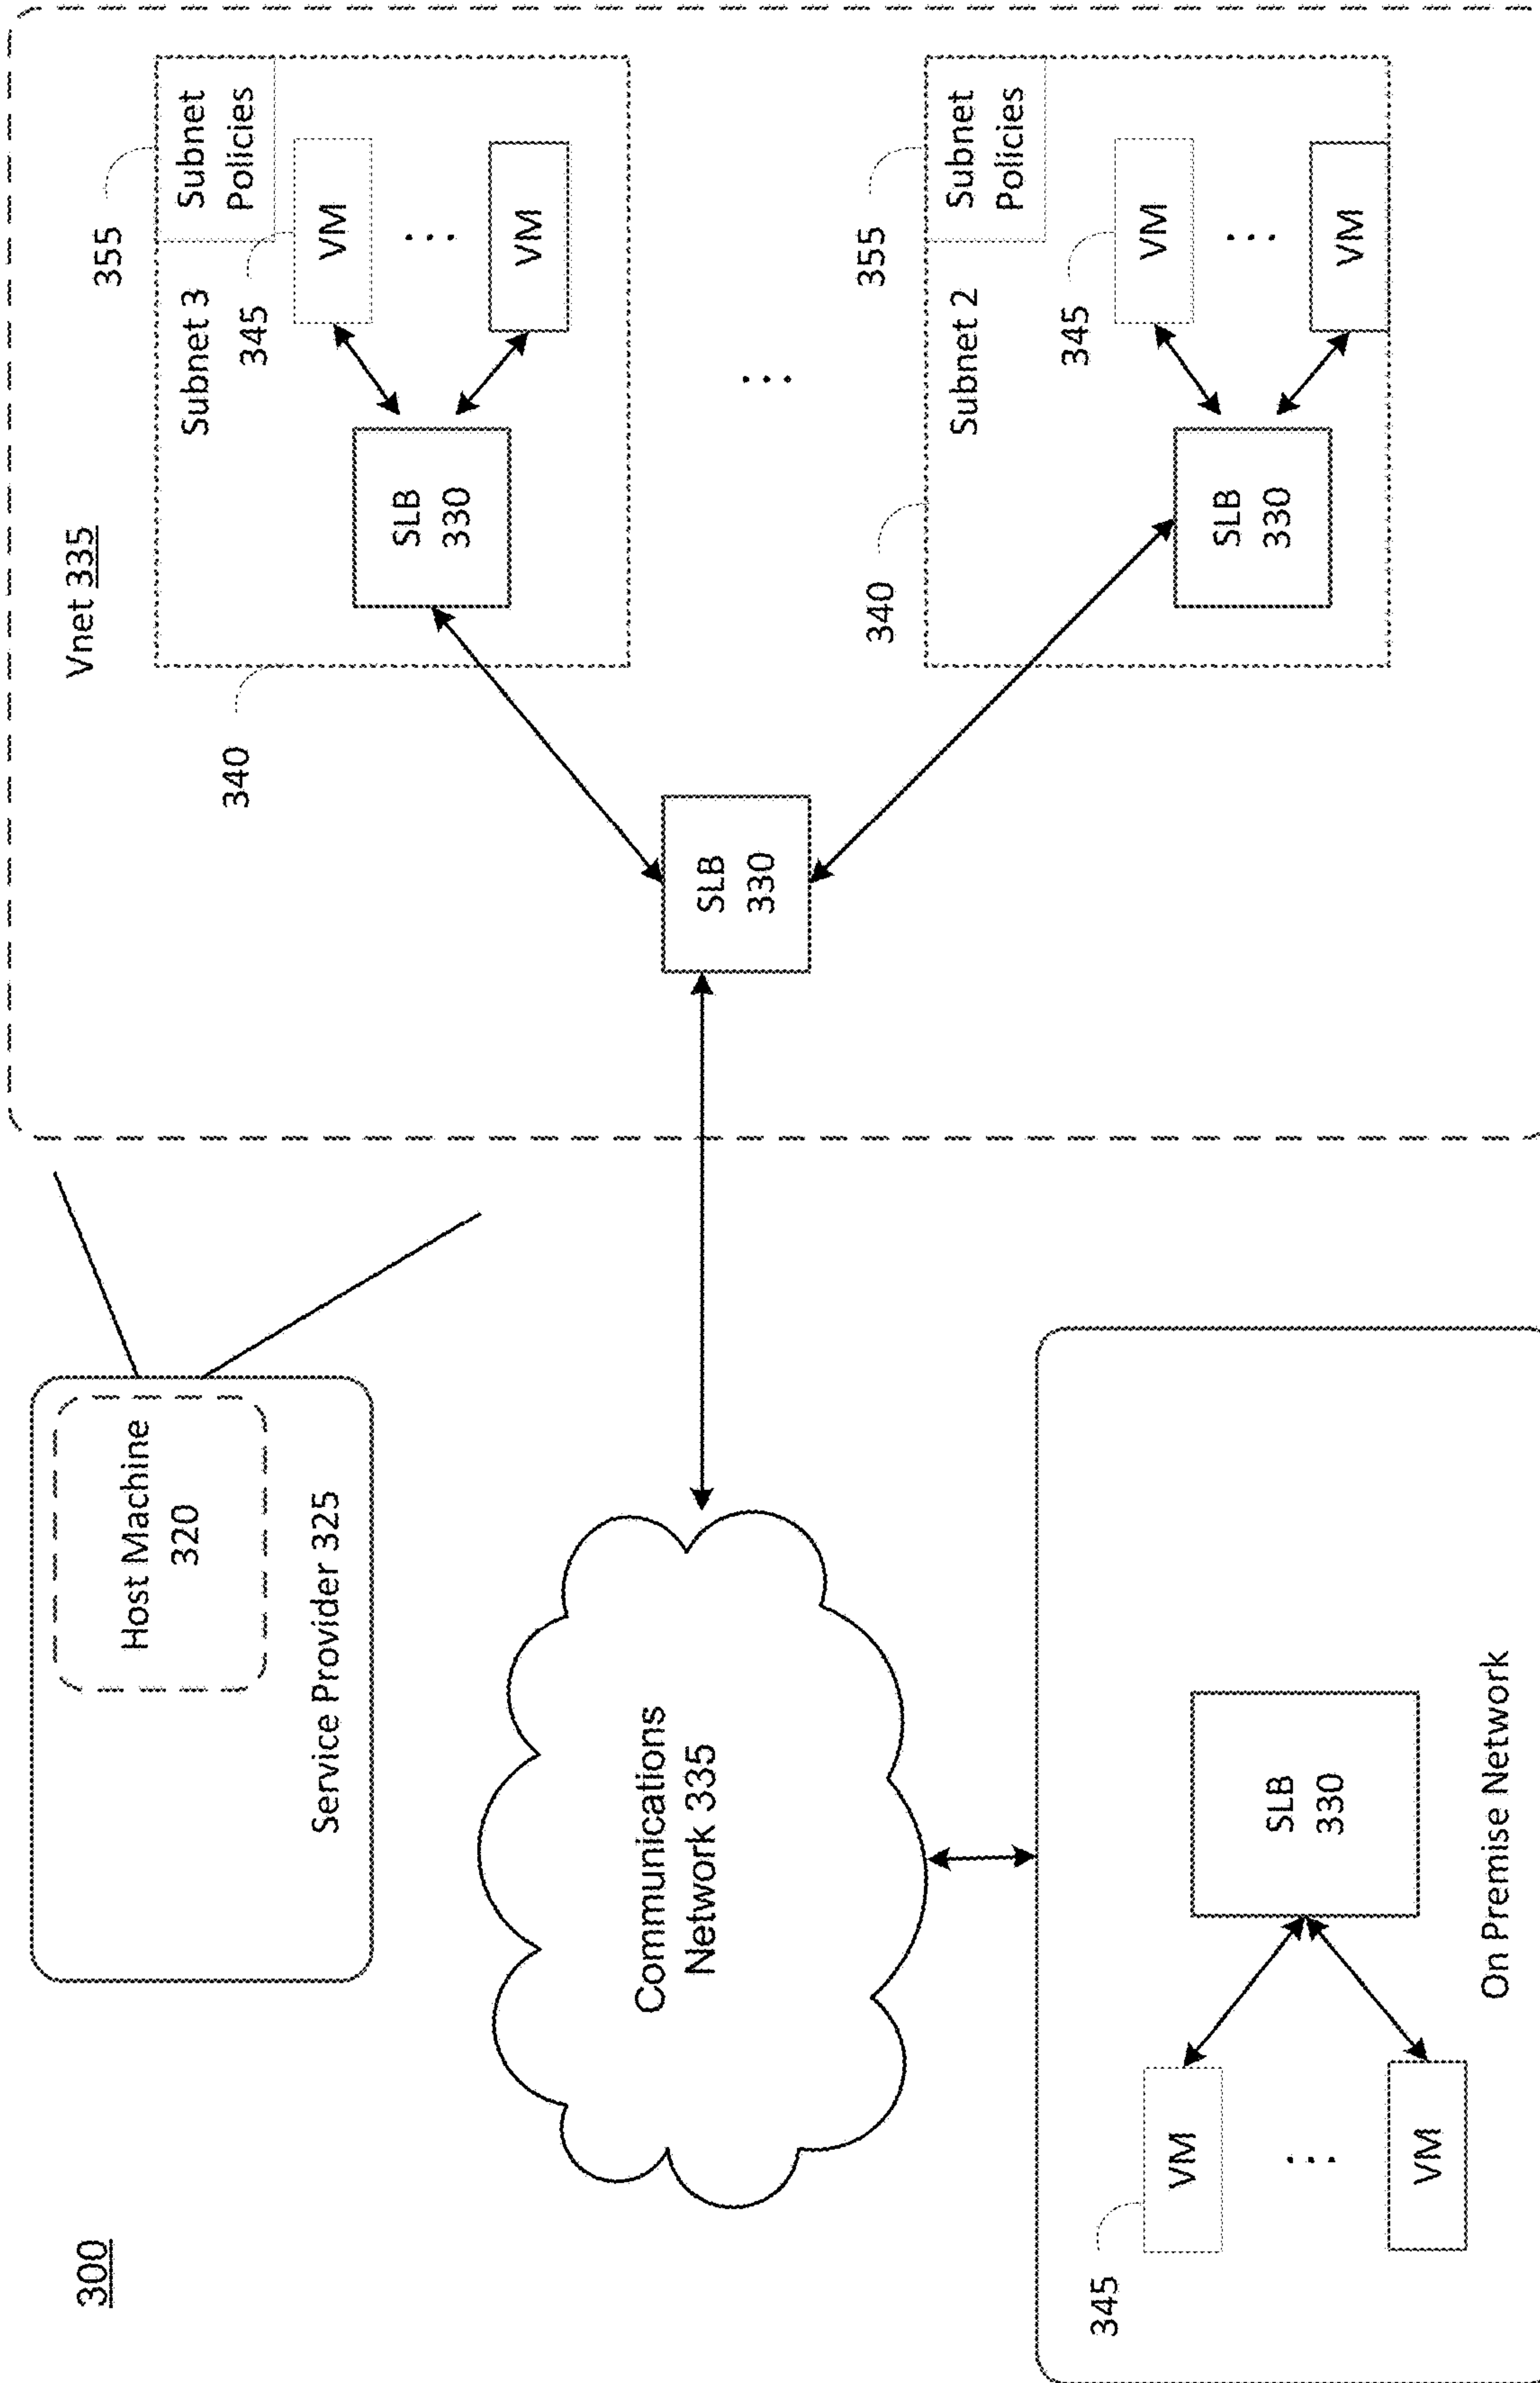 300
Host Machine
320
Service Provider 325
Communications
Network 335
345
VM
...
VM
SLB
330
On Premise Network
Vnet 335
SLB
330
340
Subnet 3
355
Subnet
Policies
345
VM
...
VM
SLB
330
...
340
Subnet 2
355
Subnet
Policies
345
VM
...
VM
SLB
330